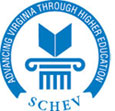 ADVANCING VIRGINIA THROUGH HIGHER EDUCATION
SCHEV